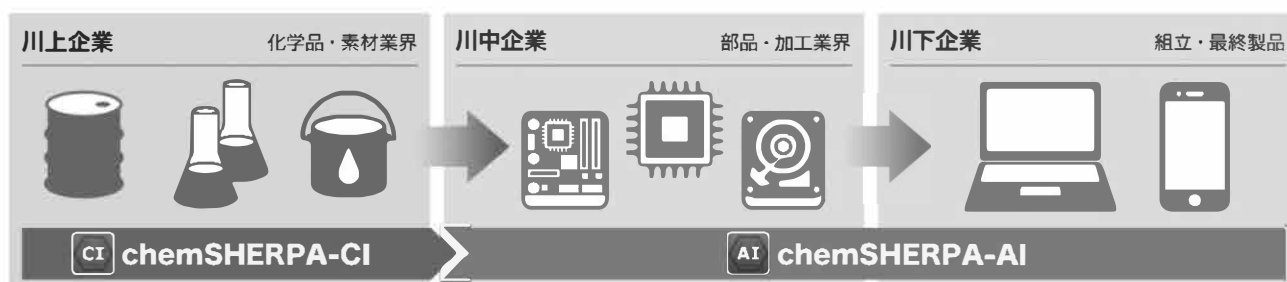 川上企業 化学品・素材業界
川中企業 部品・加工業界
川下企業 組立・最終製品
CI chemSHERPA-CI
AI chemSHERPA-AI